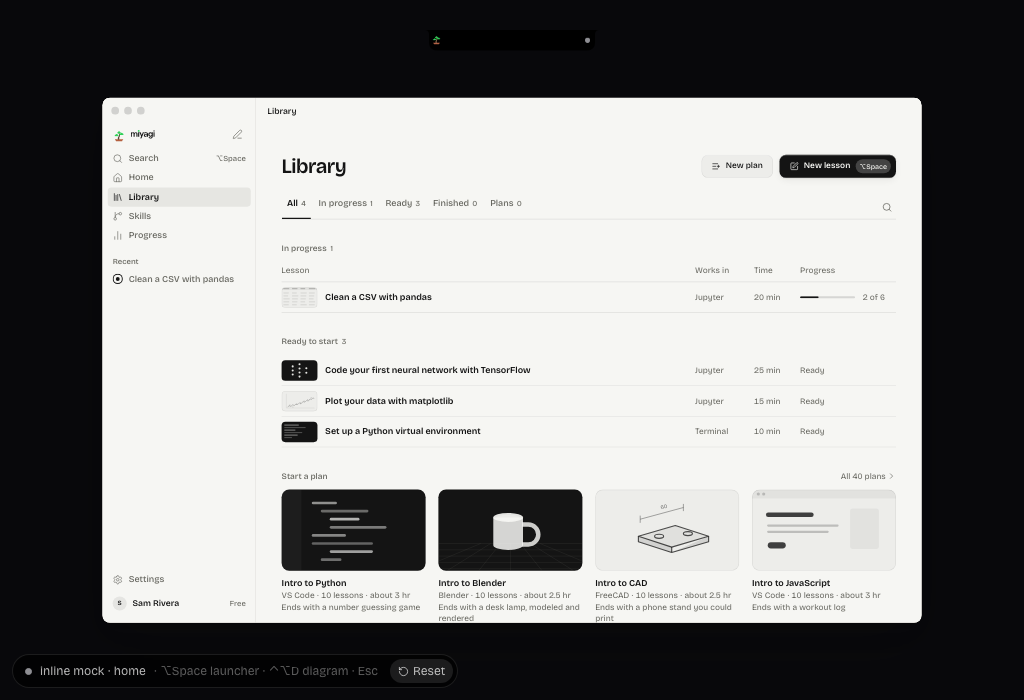 Library
miyagi
Search ⌥Space
Home
Library
Skills
Progress
Recent
Clean a CSV with pandas
Settings
S Sam Rivera Free
Library
New plan
New lesson ⌥Space
All 4 In progress 1 Ready 3 Finished 0 Plans 0
In progress 1
Lesson Works in Time Progress
Clean a CSV with pandas Jupyter 20 min 2 of 6
Ready to start 3
Code your first neural network with TensorFlow Jupyter 25 min Ready
Plot your data with matplotlib Jupyter 15 min Ready
Set up a Python virtual environment Terminal 10 min Ready
Start a plan All 40 plans
60
Intro to Python
VS Code · 10 lessons · about 3 hr
Ends with a number guessing game
Intro to Blender
Blender · 10 lessons · about 2.5 hr
Ends with a desk lamp, modeled and
rendered
Intro to CAD
FreeCAD · 10 lessons · about 2.5 hr
Ends with a phone stand you could
print
Intro to JavaScript
VS Code · 10 lessons · about 3 hr
Ends with a workout log
inline mock · home · ⌥Space launcher · ⌃⌥D diagram · Esc Reset